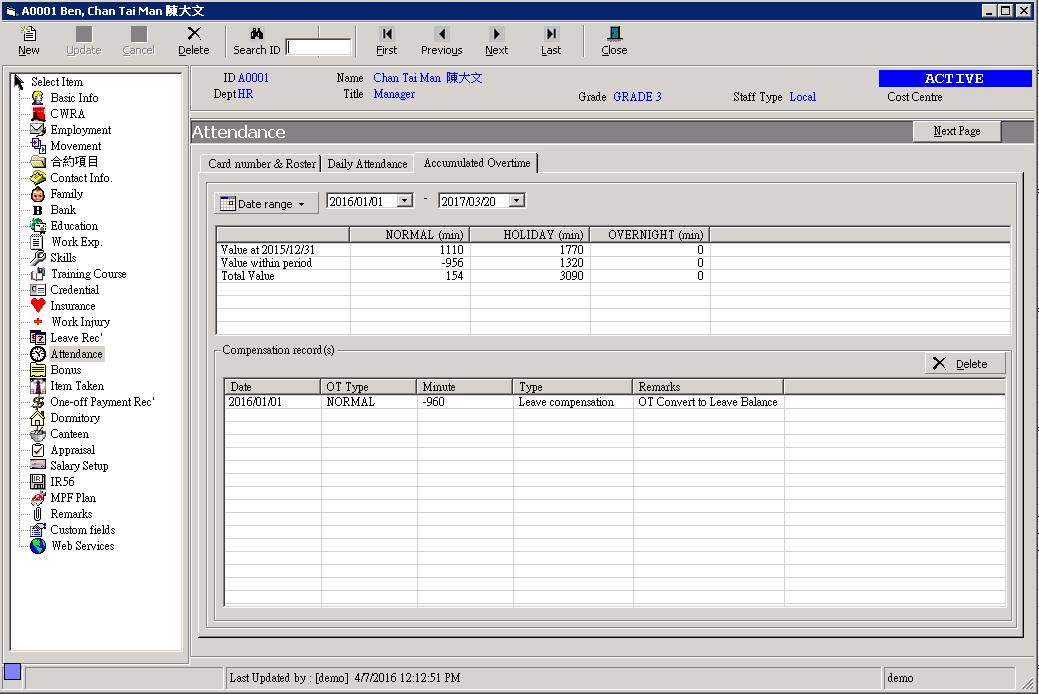 A0001 Ben, Chan Tai Man 陳大文
New Update Cancel Delete Search ID First Previous Next Last Close
Select Item
Basic Info
CWRA
Employment
Movement
合約項目
Contact Info.
Family
Bank
Education
Work Exp.
Skills
Training Course
Credential
Insurance
Work Injury
Leave Rec'
Attendance
Bonus
Item Taken
One-off Payment Rec'
Dormitory
Canteen
Appraisal
Salary Setup
IR56
MPF Plan
Remarks
Custom fields
Web Services
ID A0001 Name Chan Tai Man 陳大文 ACTIVE
Dept HR Title Manager Grade GRADE 3 Staff Type Local Cost Centre
Attendance Next Page
Card number & Roster Daily Attendance Accumulated Overtime
Date range 2016/01/01 - 2017/03/20
NORMAL (min) HOLIDAY (min) OVERNIGHT (min)
Value at 2015/12/31 1110 1770 0
Value within period -956 1320 0
Total Value 154 3090 0
Compensation record(s)
Delete
Date OT Type Minute Type Remarks
2016/01/01 NORMAL -960 Leave compensation OT Convert to Leave Balance
Last Updated by : [demo] 4/7/2016 12:12:51 PM demo